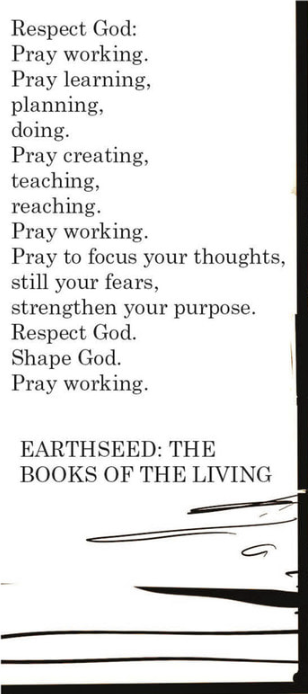 Respect God:
Pray working.
Pray learning,
planning,
doing.
Pray creating,
teaching,
reaching.
Pray working.
Pray to focus your thoughts,
still your fears,
strengthen your purpose.
Respect God.
Shape God.
Pray working.
EARTHSEED: THE
BOOKS OF THE LIVING